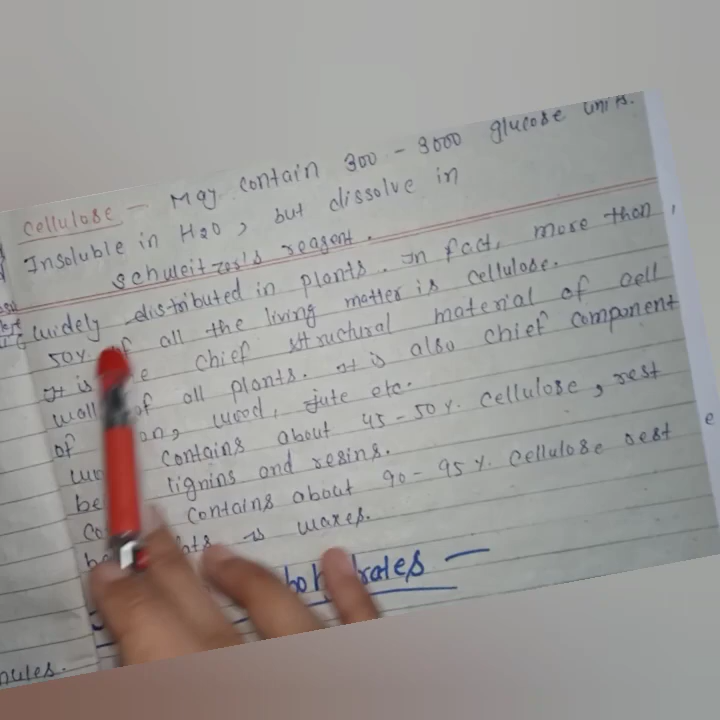 Cellulose - May contain 300 - 3000 glucose units.
Insoluble in H2O, but dissolve in
Schweitzer's reagent.
Widely distributed in plants. In fact, more than
50% of all the living matter is cellulose.
It is chief structural material of cell
wall of all plants. It is also chief component
of wood, jute etc.
contains about 45-50% cellulose, rest
lignins and resins.
contains about 90-95% cellulose rest
waxes.
nules.